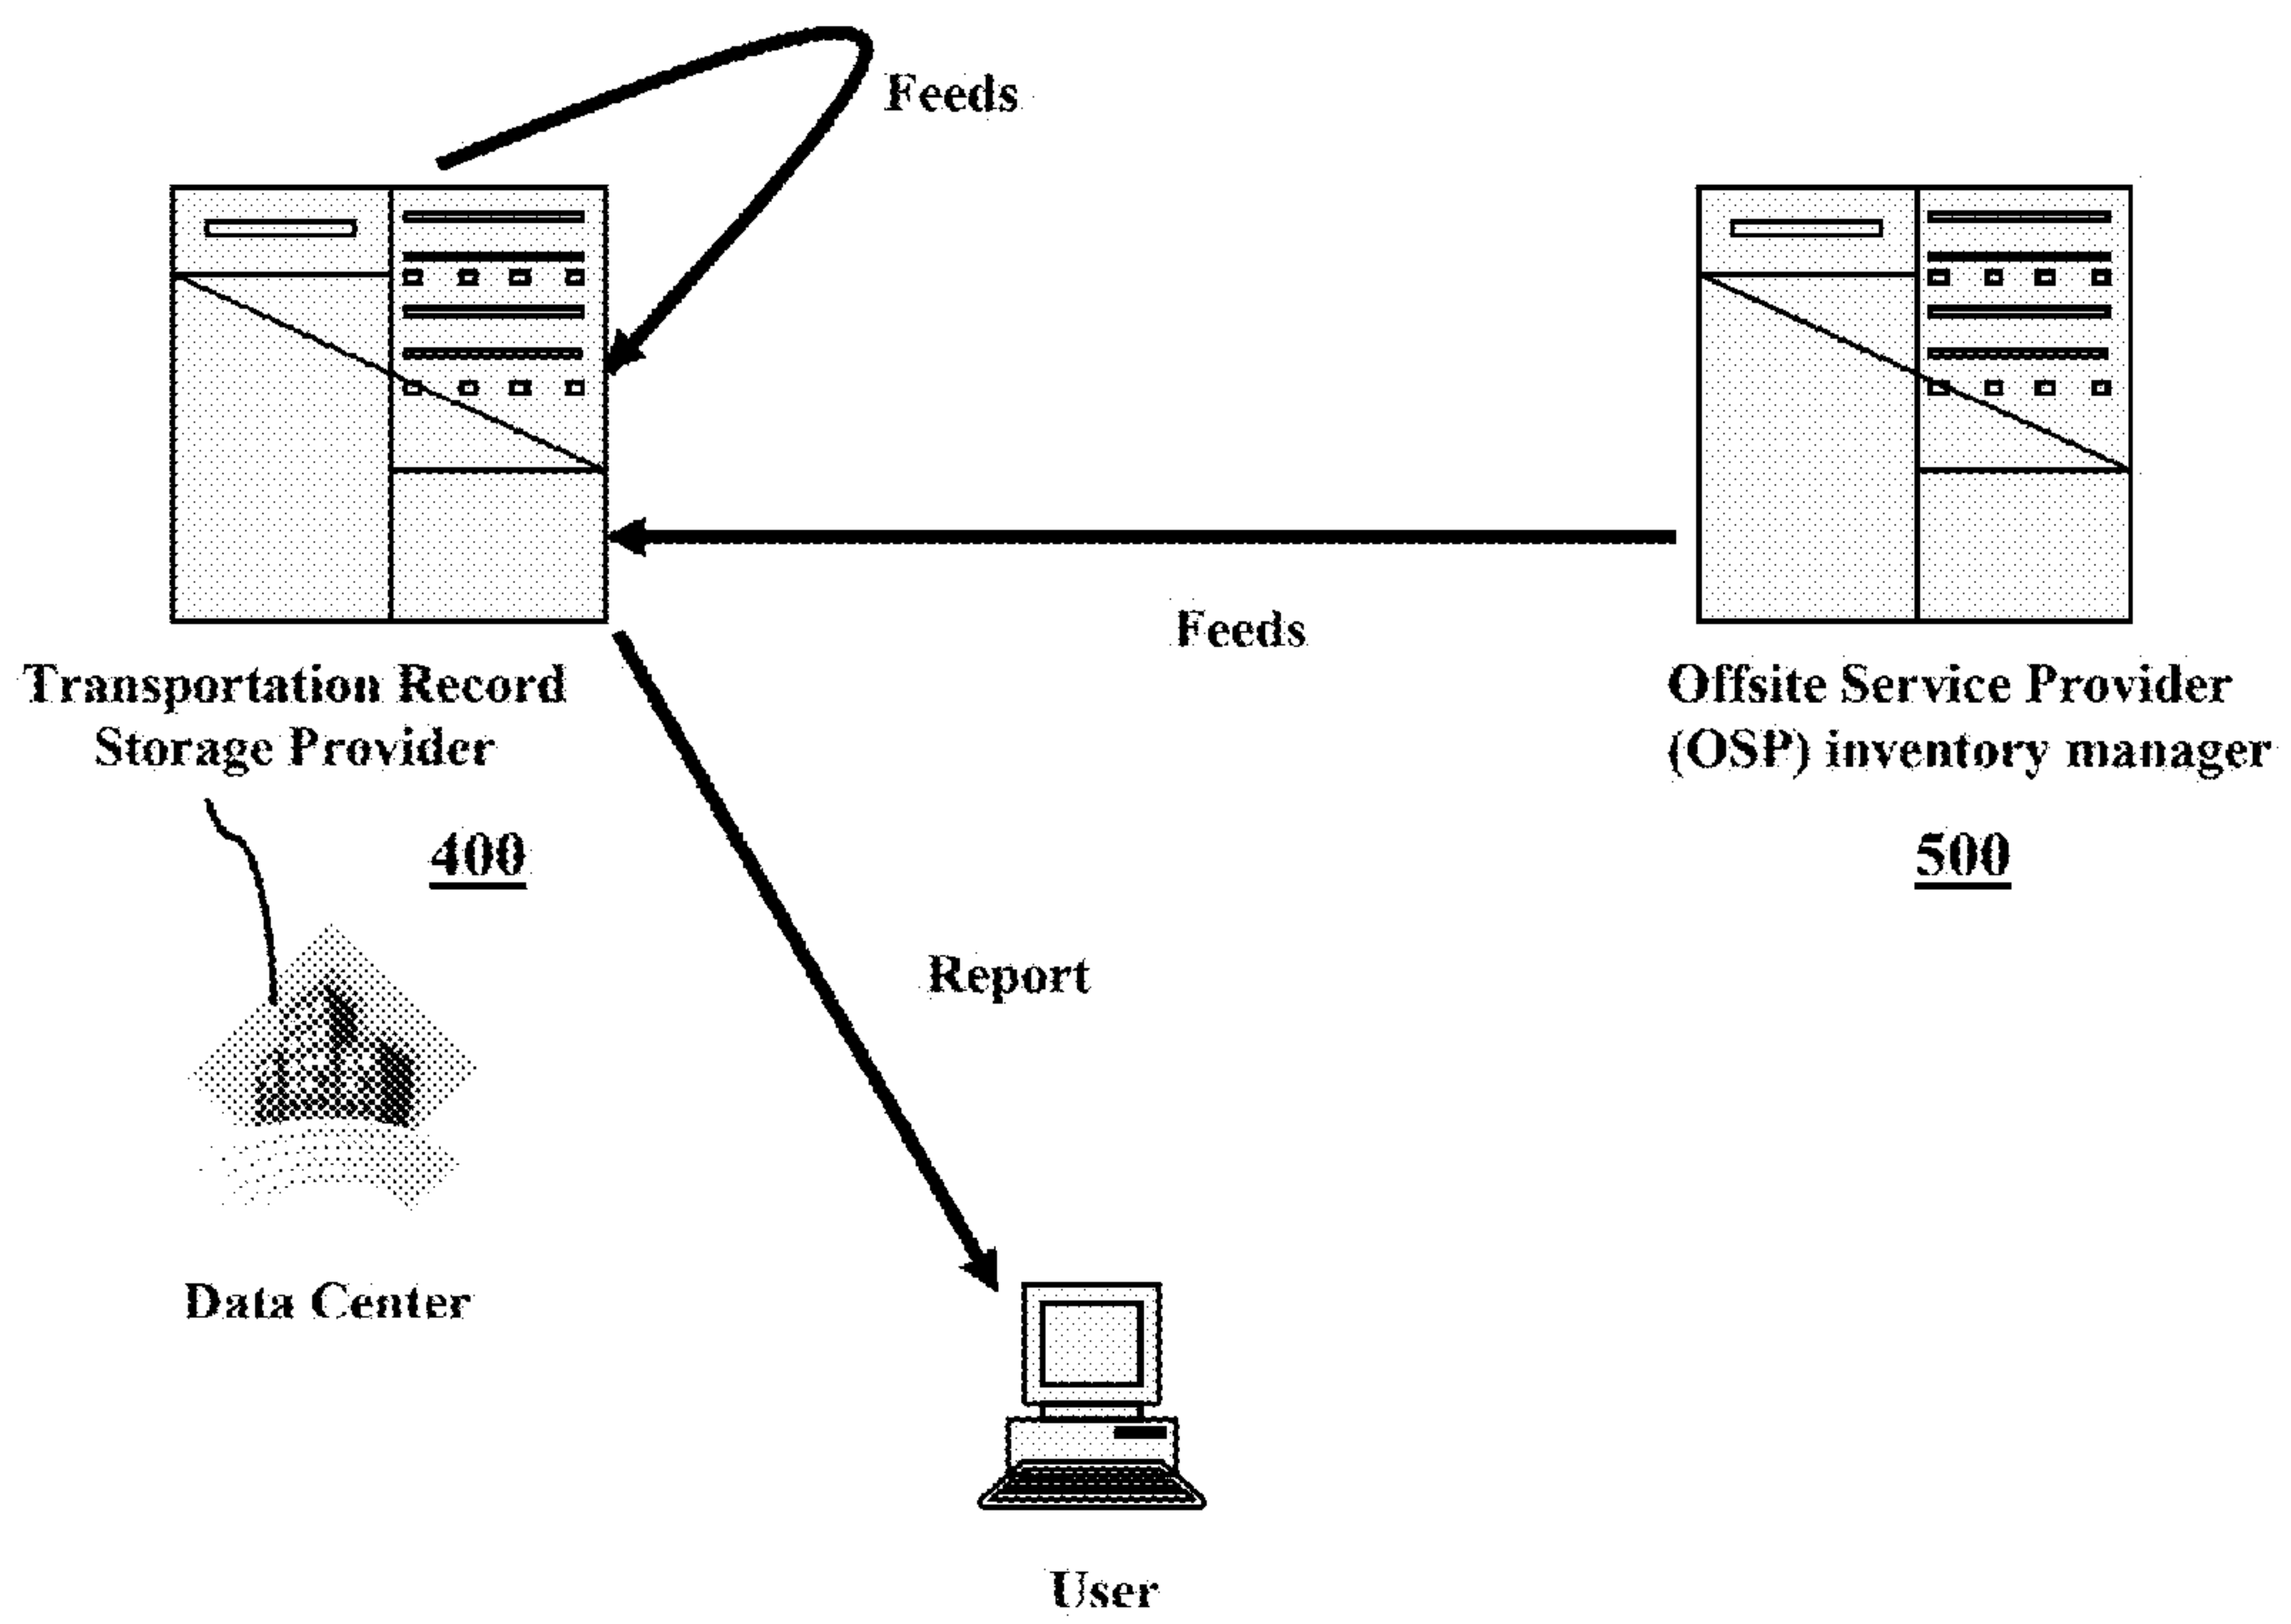 Feeds
Feeds
Transportation Record
Storage Provider
400
Offsite Service Provider
(OSP) inventory manager
500
Report
Data Center
User